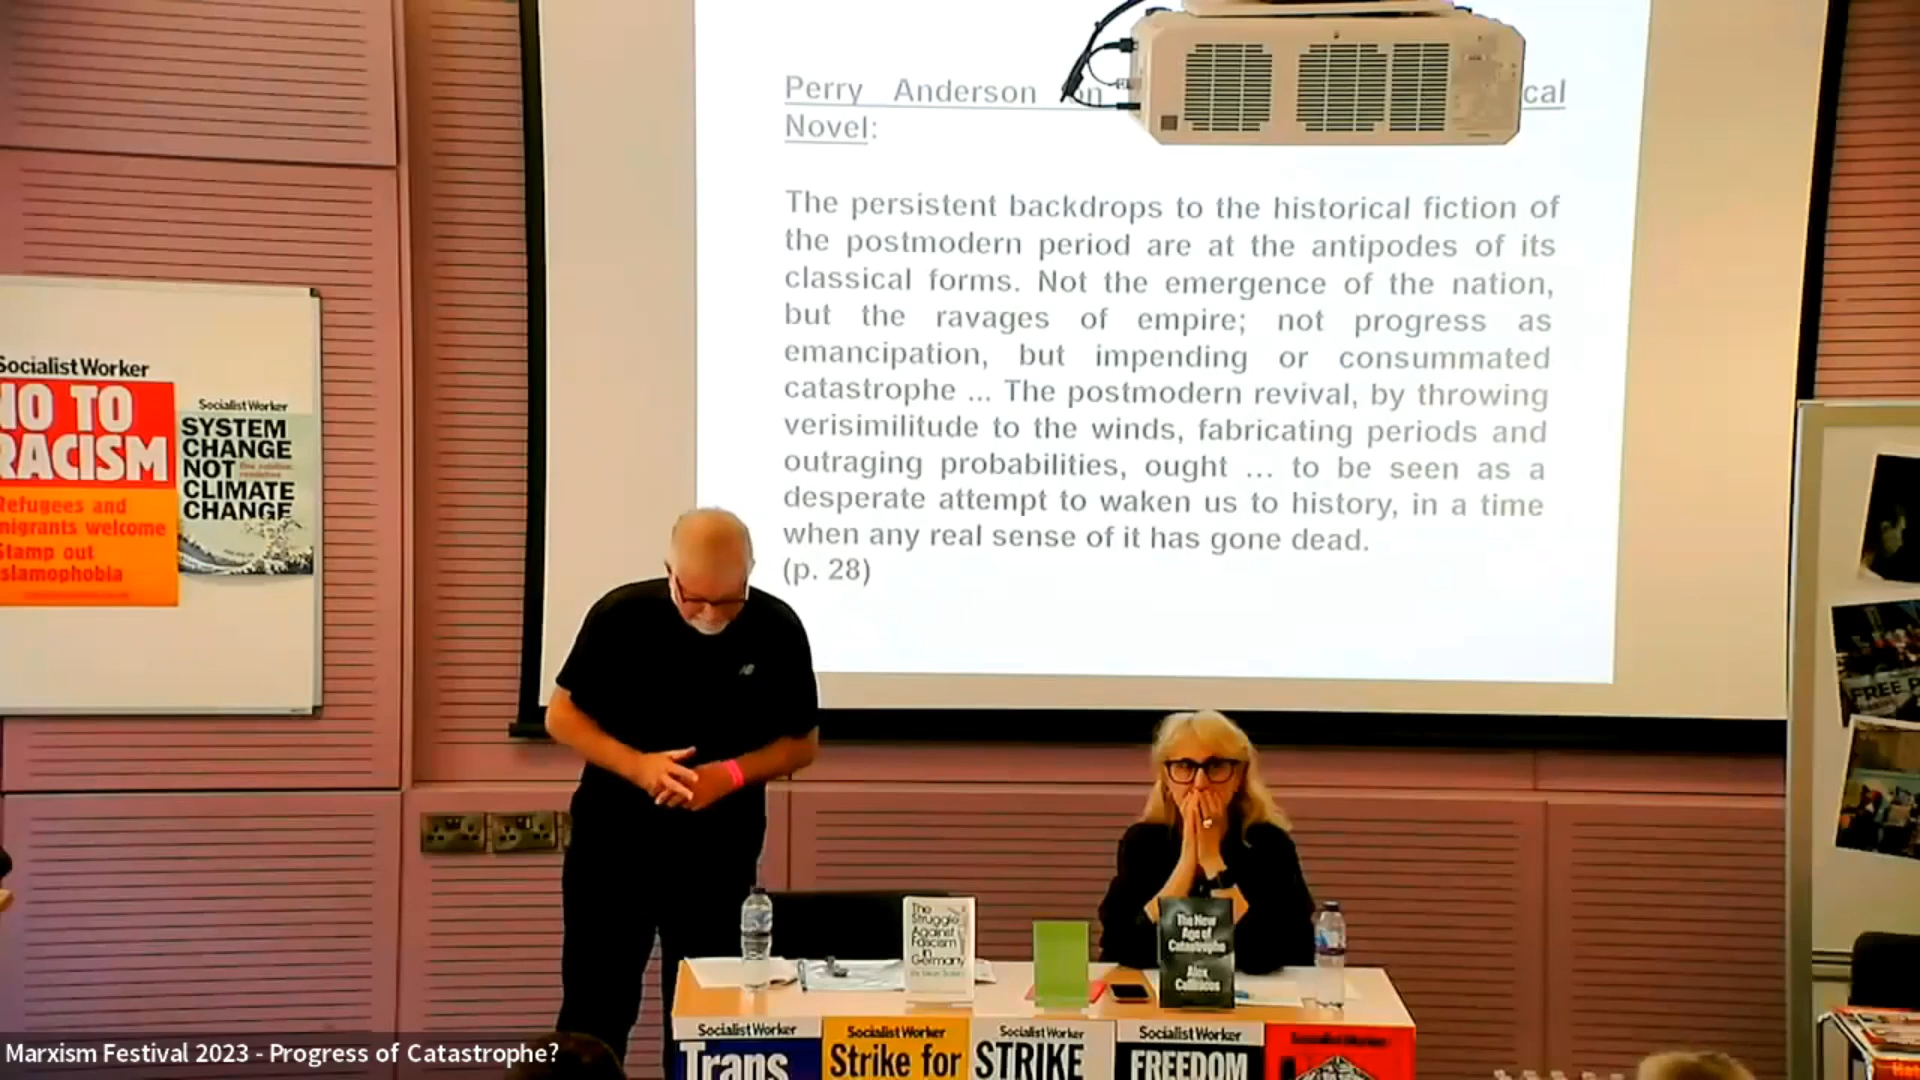 Perry Anderson on
cal
Novel:
The persistent backdrops to the historical fiction of
the postmodern period are at the antipodes of its
classical forms. Not the emergence of the nation,
but the ravages of empire; not progress as
emancipation, but impending or consummated
catastrophe ... The postmodern revival, by throwing
verisimilitude to the winds, fabricating periods and
outraging probabilities, ought ... to be seen as a
desperate attempt to waken us to history, in a time
when any real sense of it has gone dead.
(p. 28)
Socialist Worker
NO TO
RACISM
Refugees and
migrants welcome
Stamp out
Islamophobia
Socialist Worker
SYSTEM
CHANGE
NOT
CLIMATE
CHANGE
FREE P
The
Struggle
Against
Fascism
in
Germany
The New
Age of
Catastrophe
Alex
Callinicos
Socialist Worker
Trans
Socialist Worker
Strike for
Socialist Worker
STRIKE
Socialist Worker
FREEDOM
Socialist Worker
Marxism Festival 2023 - Progress of Catastrophe?